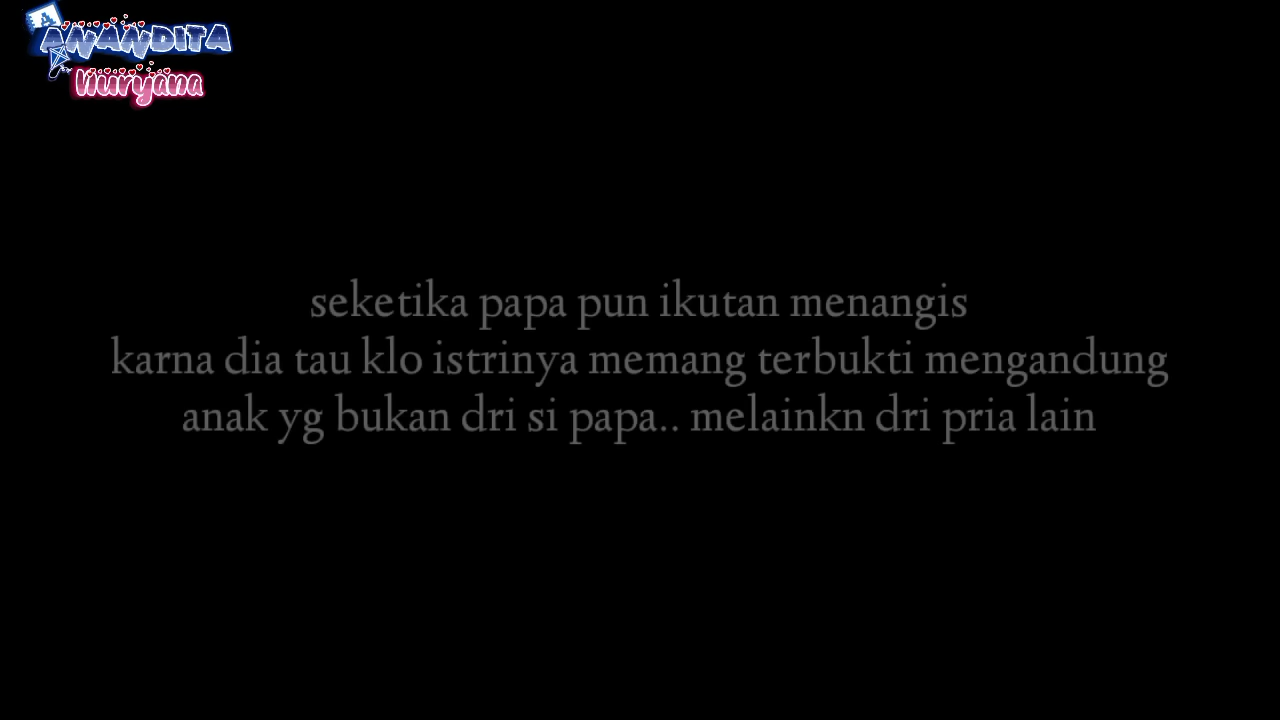 ANANDITA
Nuryana
seketika papa pun ikutan menangis
karna dia tau klo istrinya memang terbukti mengandung
anak yg bukan dri si papa.. melainkn dri pria lain